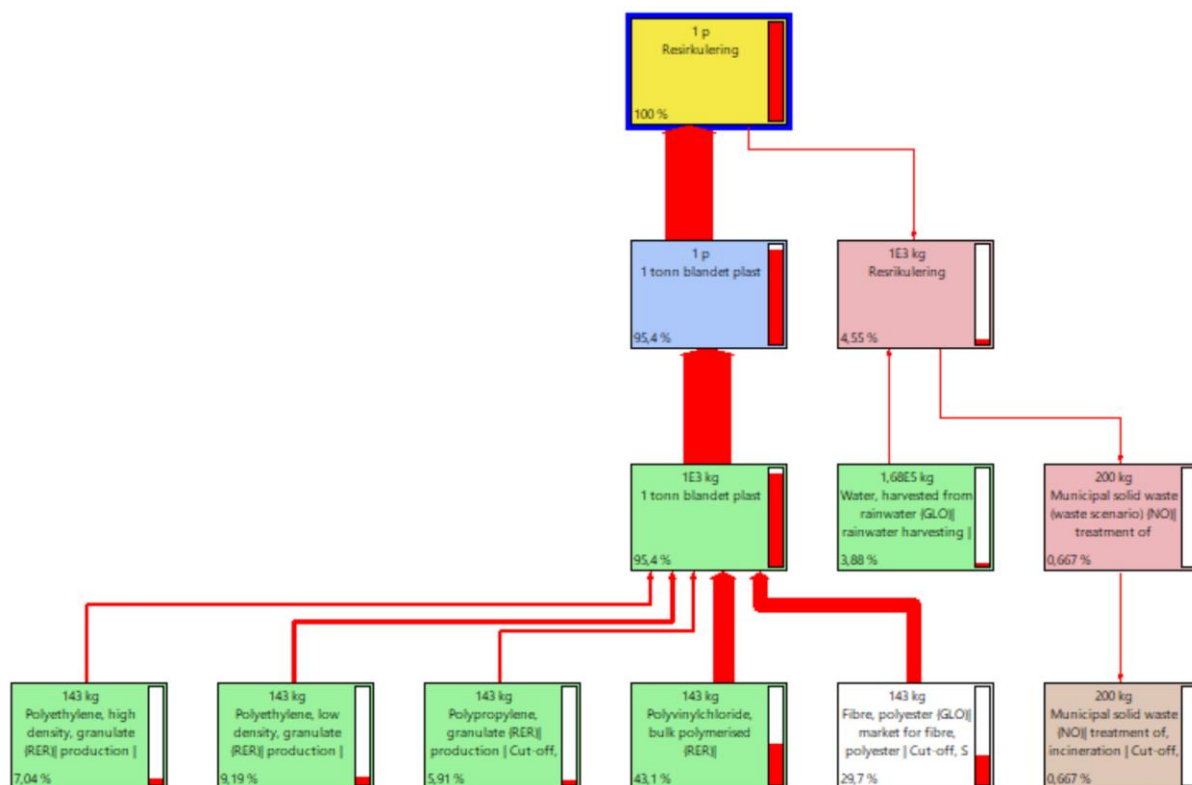 1 p
Resirkulering
100 %
1 p
1 tonn blandet plast
95,4 %
1E3 kg
Resrikulering
4,55 %
1E3 kg
1 tonn blandet plast
95,4 %
1,68E5 kg
Water, harvested from
rainwater {GLO}|
rainwater harvesting |
3,88 %
200 kg
Municipal solid waste
(waste scenario) {NO}|
treatment of
0,667 %
143 kg
Polyethylene, high
density, granulate
{RER}| production |
7,04 %
143 kg
Polyethylene, low
density, granulate
{RER}| production |
9,19 %
143 kg
Polypropylene,
granulate {RER}|
production | Cut-off,
5,91 %
143 kg
Polyvinylchloride,
bulk polymerised
{RER}|
43,1 %
143 kg
Fibre, polyester {GLO}|
market for fibre,
polyester | Cut-off, S
29,7 %
200 kg
Municipal solid waste
{NO}| treatment of,
incineration | Cut-off,
0,667 %